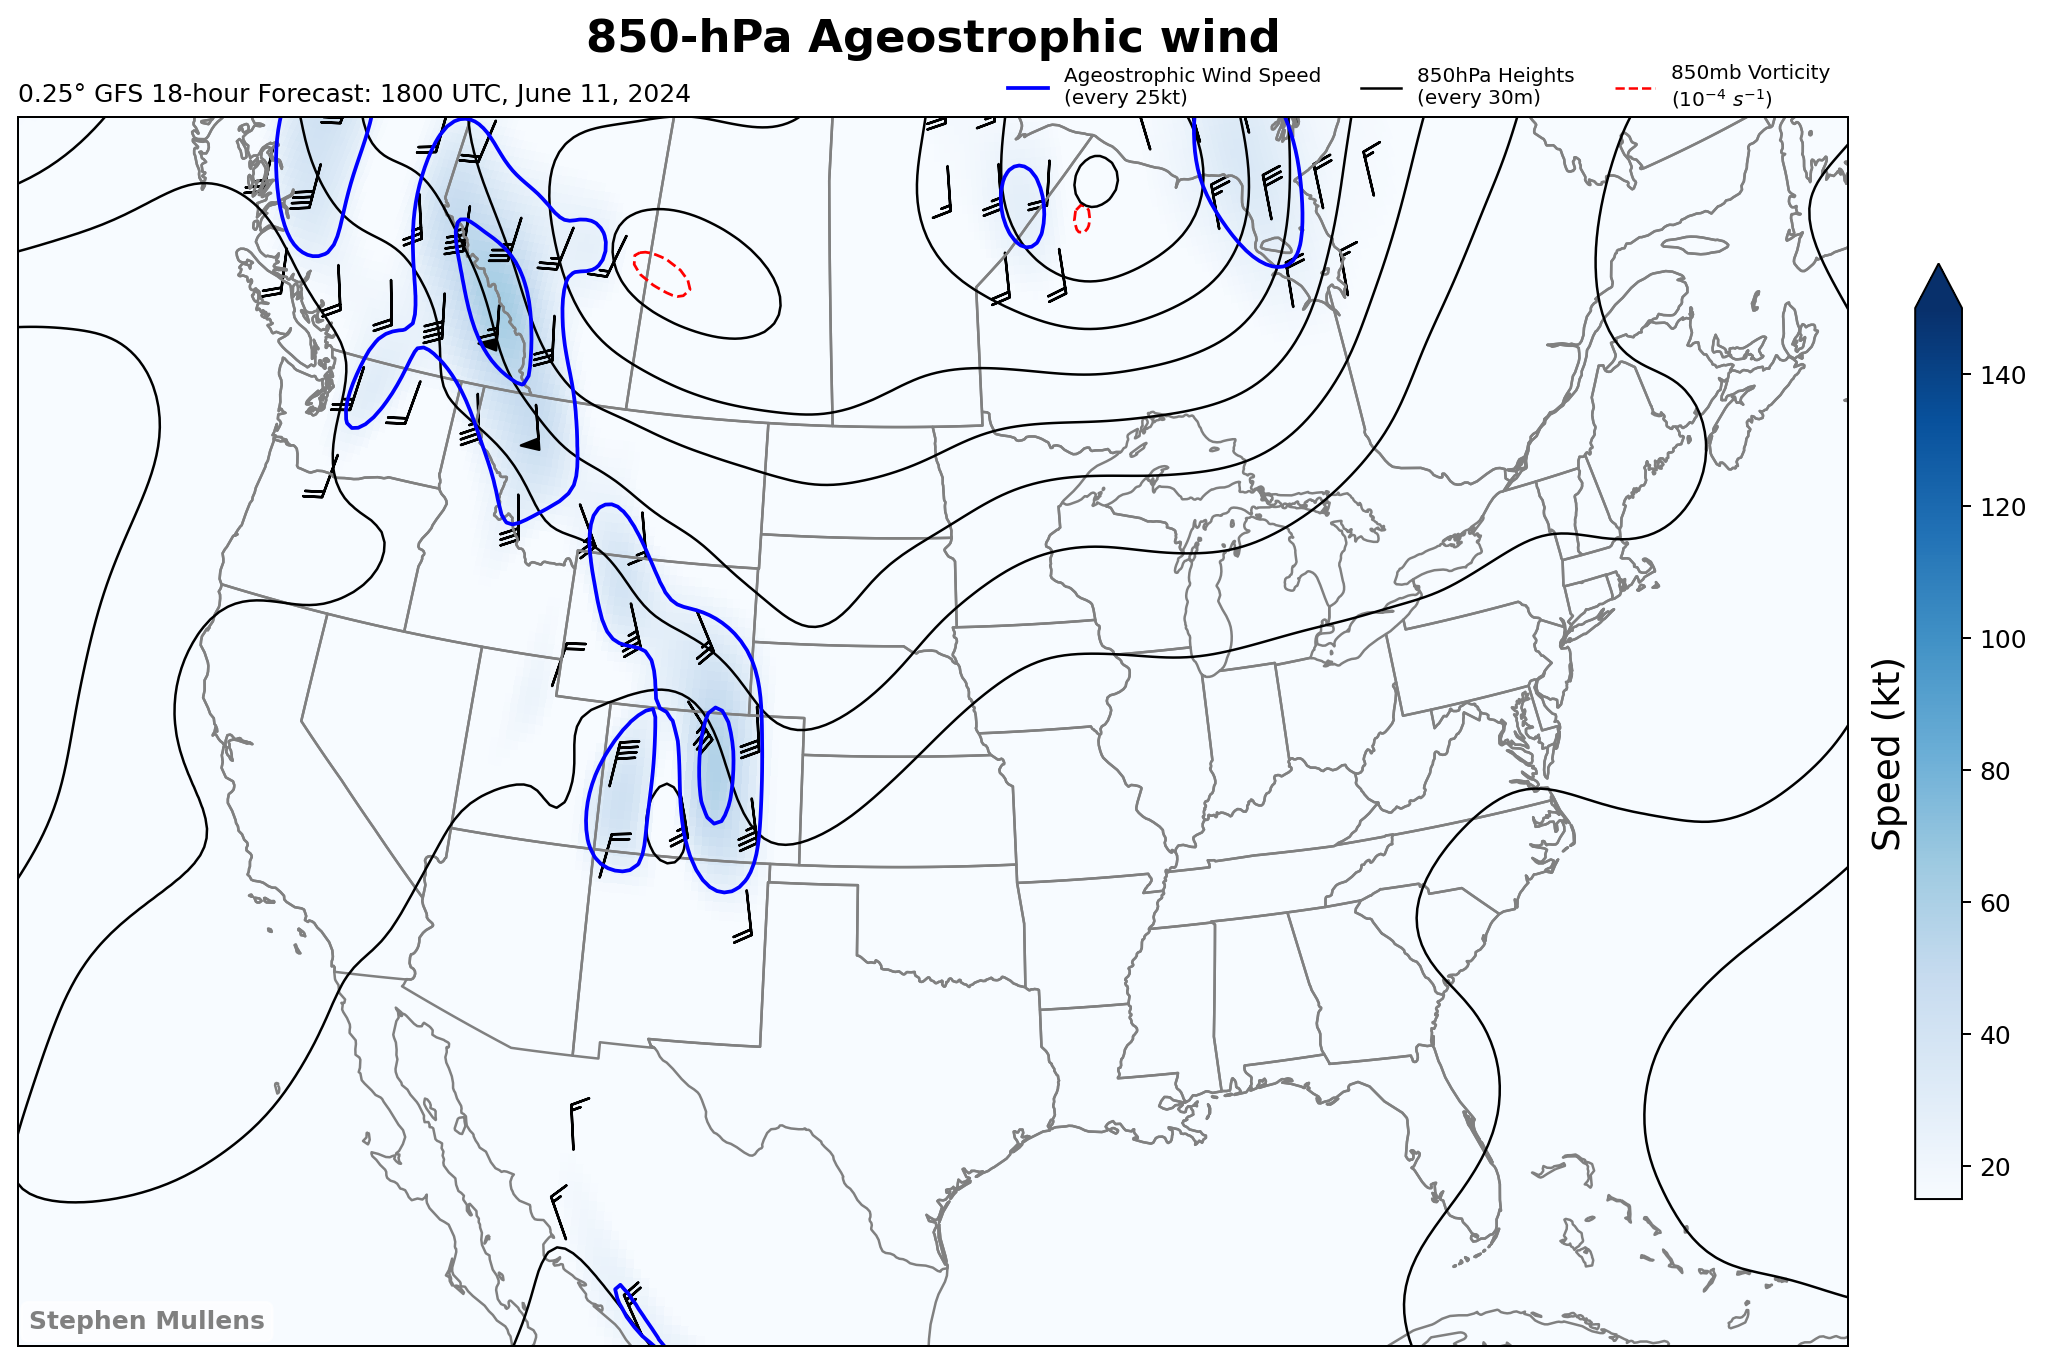 850-hPa Ageostrophic wind
0.25° GFS 18-hour Forecast: 1800 UTC, June 11, 2024
Ageostrophic Wind Speed
(every 25kt)
850hPa Heights
(every 30m)
850mb Vorticity
(10⁻⁴ s⁻¹)
140
120
100
80
60
40
20
Speed (kt)
Stephen Mullens